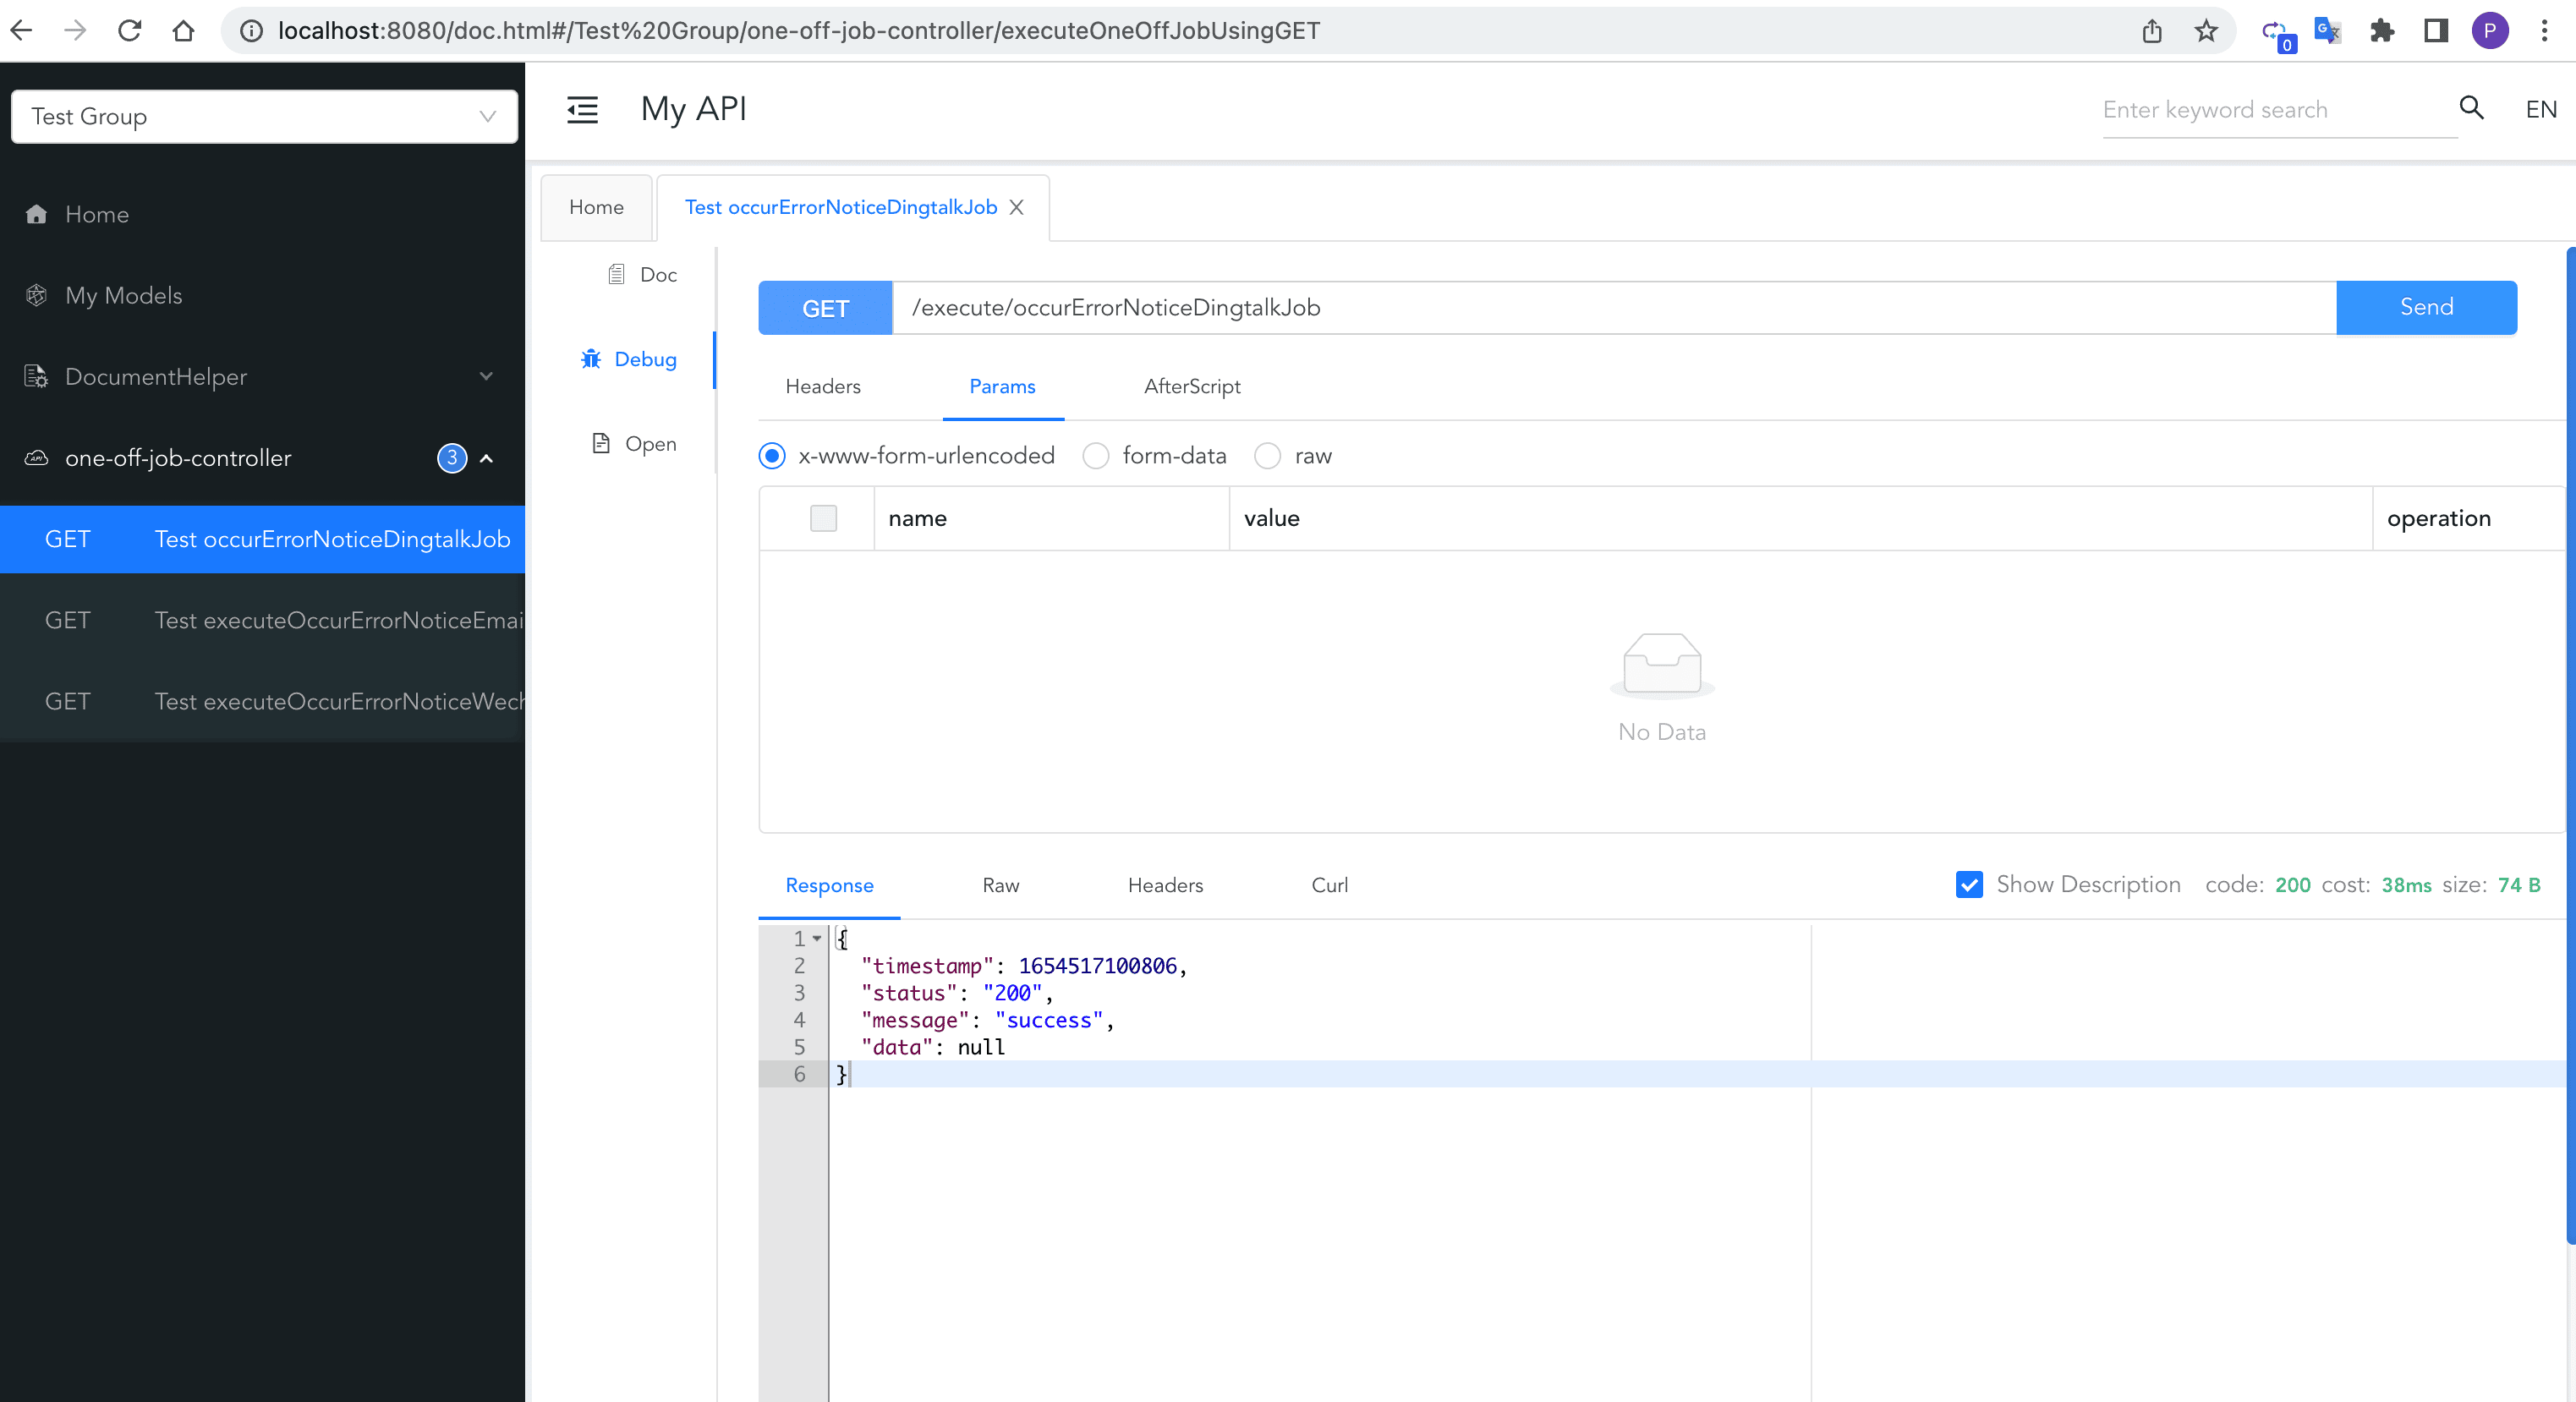 localhost:8080/doc.html#/Test%20Group/one-off-job-controller/executeOneOffJobUsingGET
0
G
P
Test Group
Home
My Models
DocumentHelper
API
one-off-job-controller
3
GET Test occurErrorNoticeDingtalkJob
GET Test executeOccurErrorNoticeEmai
GET Test executeOccurErrorNoticeWech
My API
Enter keyword search
EN
Home
Test occurErrorNoticeDingtalkJob
Doc
Debug
Open
GET /execute/occurErrorNoticeDingtalkJob Send
Headers Params AfterScript
x-www-form-urlencoded form-data raw
name value operation
No Data
Response Raw Headers Curl
Show Description code: 200 cost: 38ms size: 74 B
1 {
2 "timestamp": 1654517100806,
3 "status": "200",
4 "message": "success",
5 "data": null
6 }